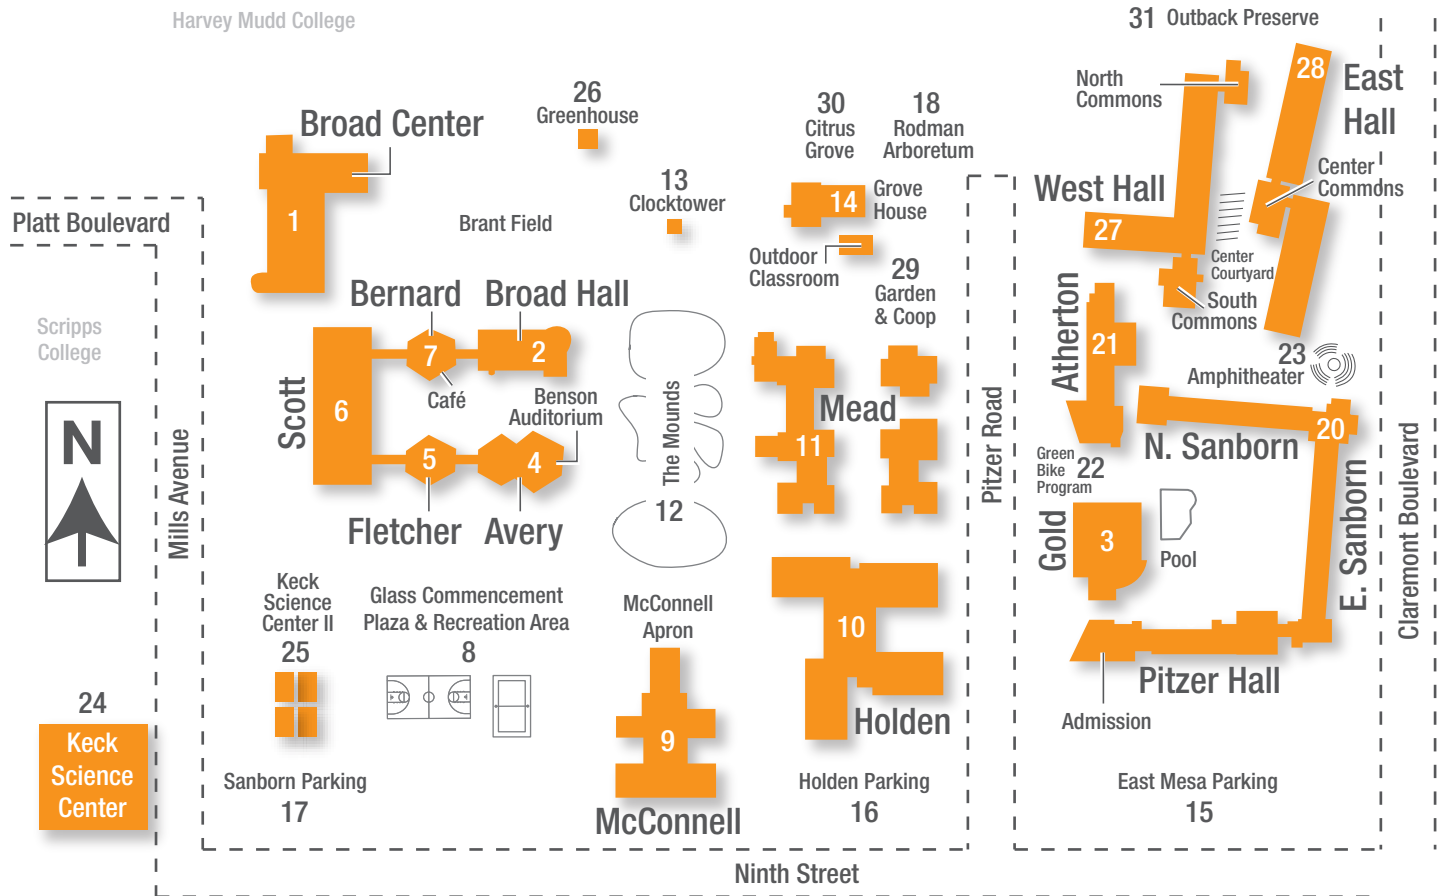 Harvey Mudd College
31 Outback Preserve
North
Commons
28
East
Hall
26
Greenhouse
30
Citrus
Grove
18
Rodman
Arboretum
Broad Center
13
Clocktower
Center
Commons
West Hall
14
Grove
House
Platt Boulevard
1
Brant Field
27
Outdoor
Classroom
29
Garden
& Coop
Center
Courtyard
South
Commons
Bernard
Broad Hall
Atherton
Scripps
College
7
2
21
23
Amphitheater
Café
Benson
Auditorium
Scott
6
The Mounds
Mead
11
20
N. Sanborn
N
5
4
Green
Bike
Program
22
Pitzer Road
Mills Avenue
Fletcher
Avery
12
Gold
3
Pool
E. Sanborn
Claremont Boulevard
Keck
Science
Center II
25
Glass Commencement
Plaza & Recreation Area
8
McConnell
Apron
10
Pitzer Hall
Admission
24
Keck
Science
Center
9
Holden
Sanborn Parking
17
McConnell
Holden Parking
16
East Mesa Parking
15
Ninth Street